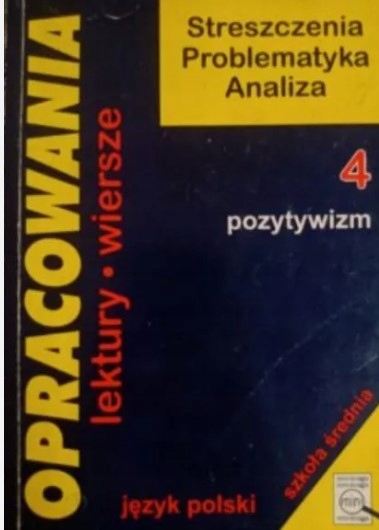 Streszczenia
Problematyka
Analiza
4
pozytywizm
OPRACOWANIA
lektury • wiersze
język polski
szkoła średnia